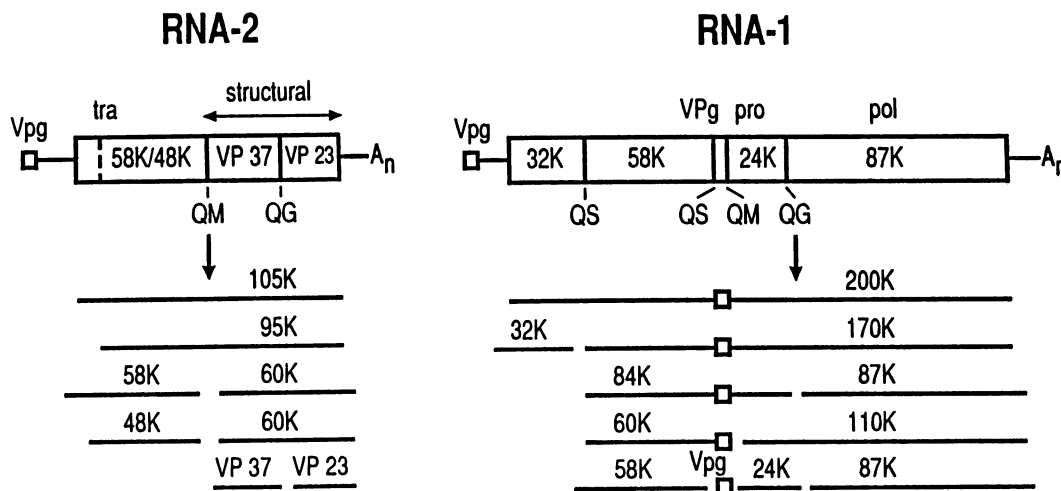 RNA-2 RNA-1
structural
tra VPg pro pol
Vpg Vpg
58K/48K VP 37 VP 23 An 32K 58K 24K 87K An
QM QG QS QS QM QG
105K 200K
95K 32K 170K
58K 60K 84K 87K
48K 60K 60K 110K
VP 37 VP 23 58K Vpg 24K 87K